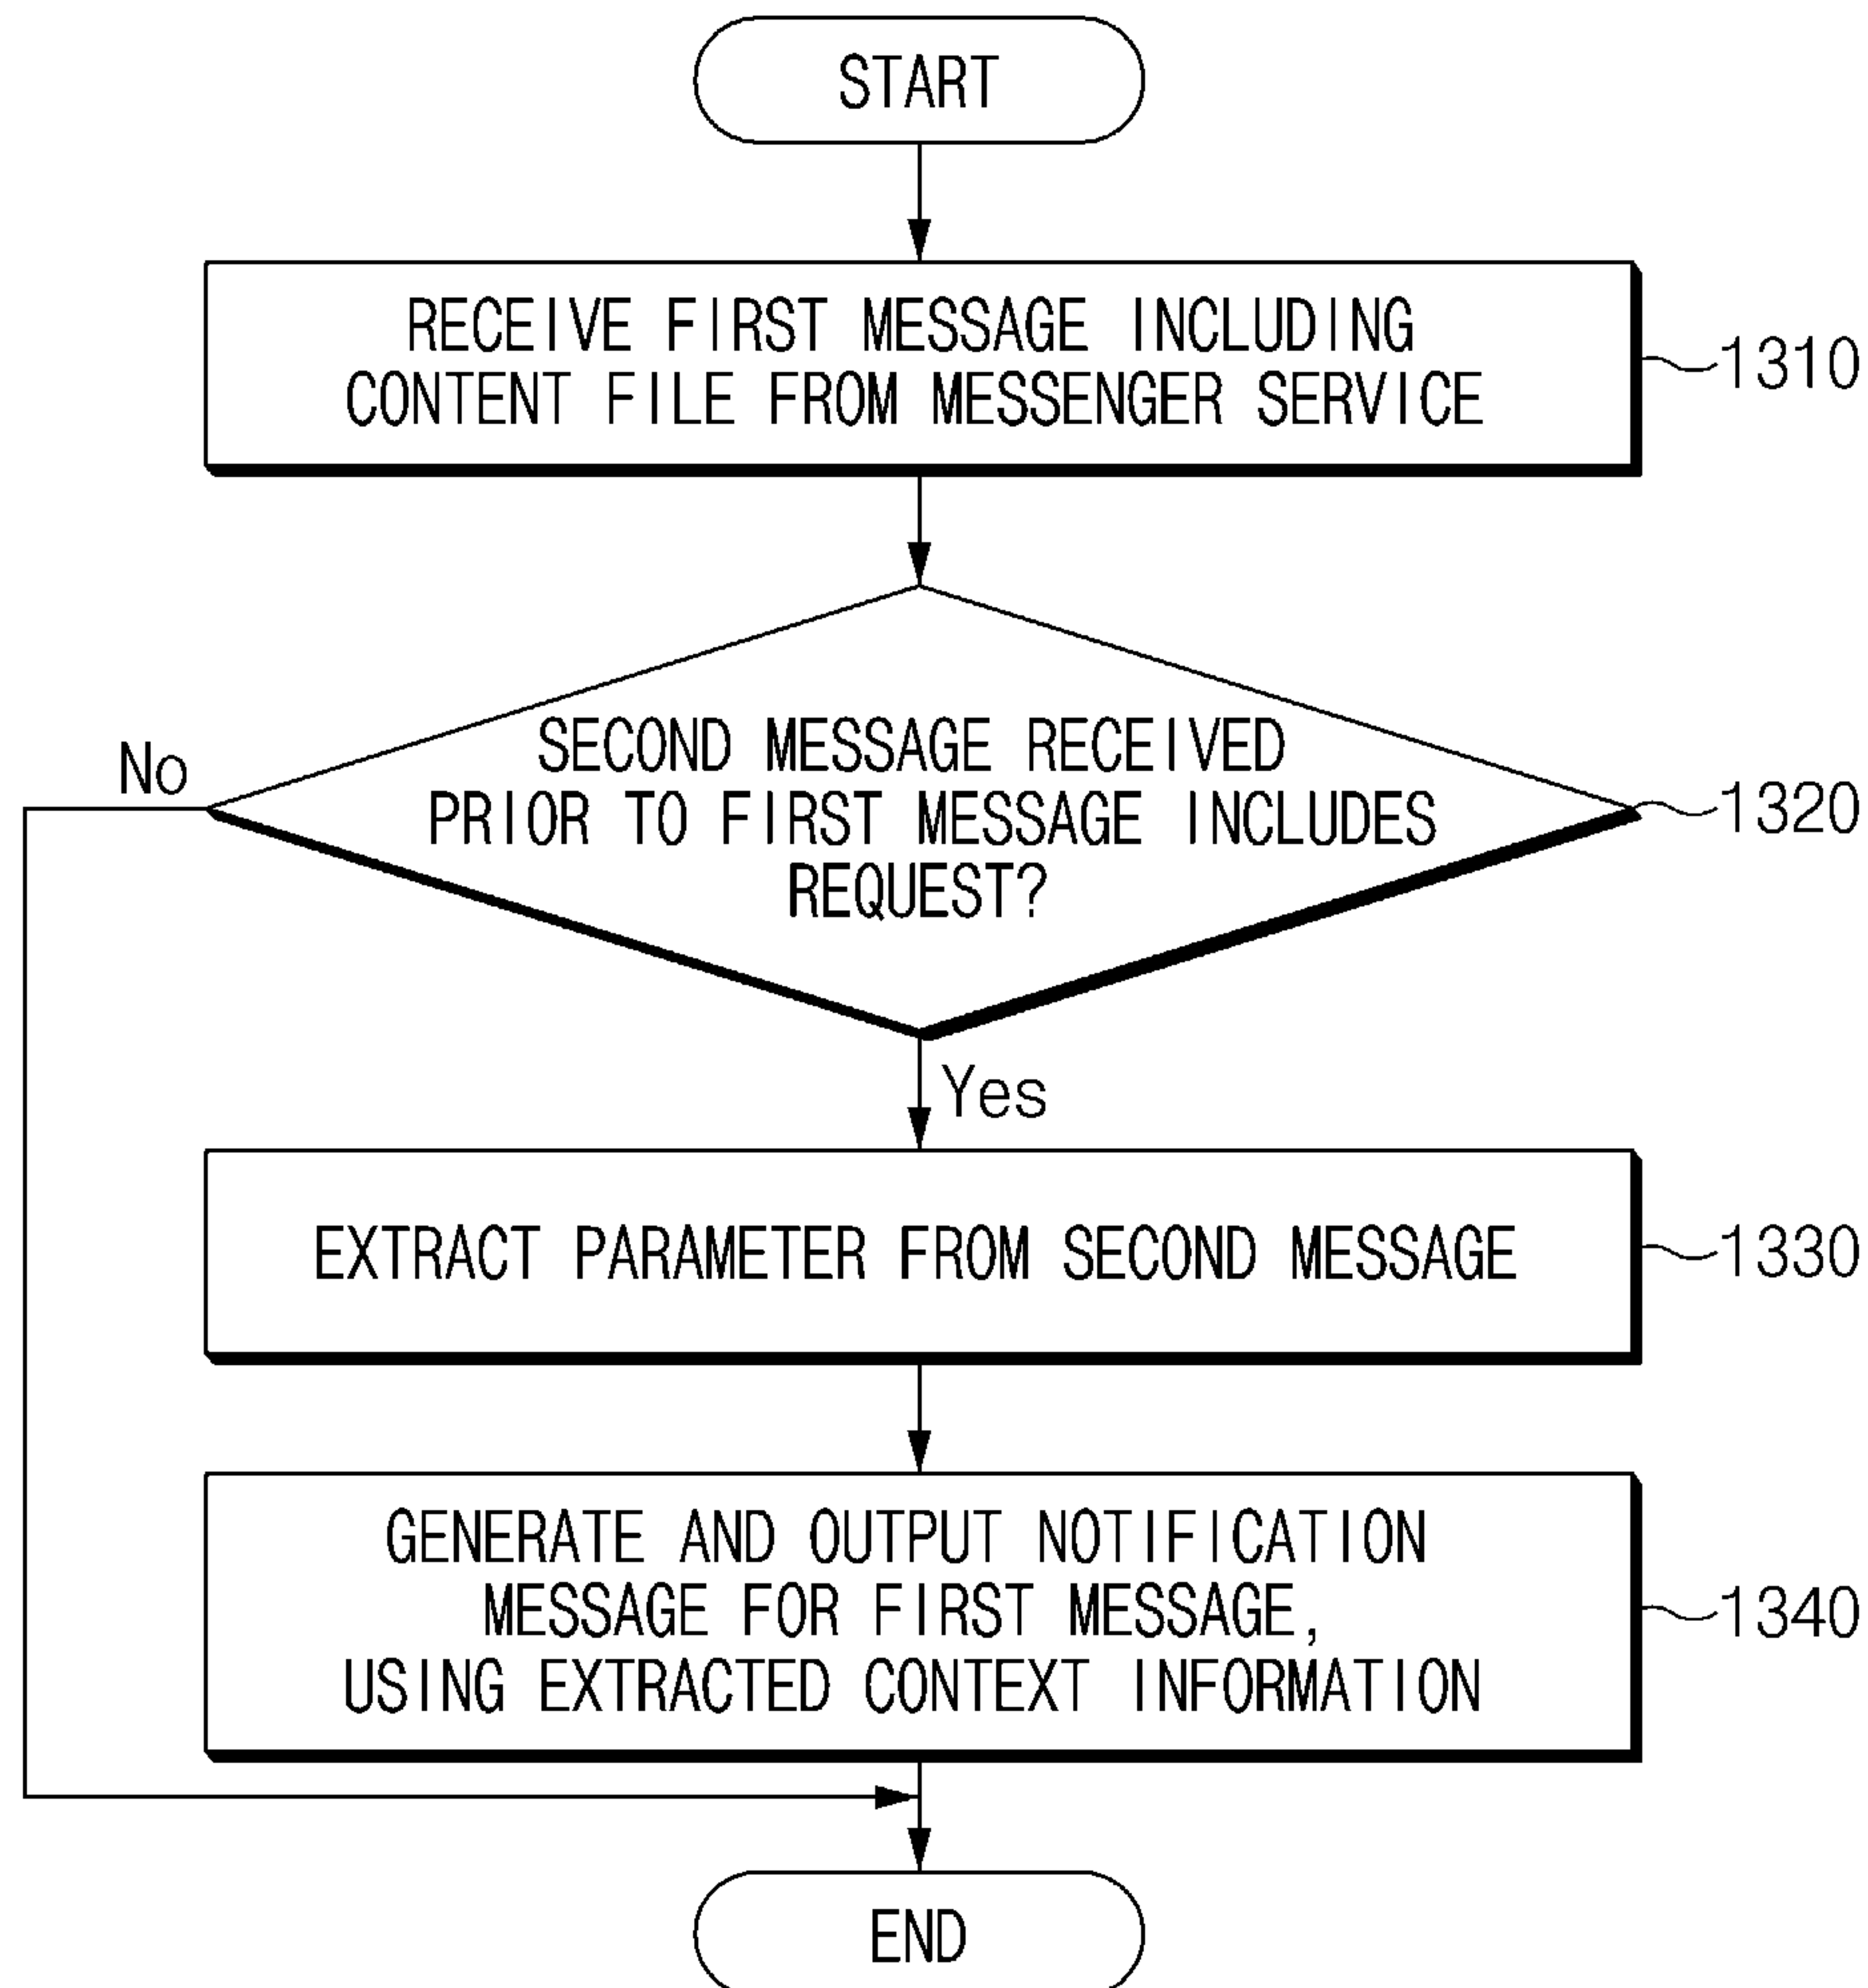 START
RECEIVE FIRST MESSAGE INCLUDING
CONTENT FILE FROM MESSENGER SERVICE
1310
No
SECOND MESSAGE RECEIVED
PRIOR TO FIRST MESSAGE INCLUDES
REQUEST?
1320
Yes
EXTRACT PARAMETER FROM SECOND MESSAGE
1330
GENERATE AND OUTPUT NOTIFICATION
MESSAGE FOR FIRST MESSAGE,
USING EXTRACTED CONTEXT INFORMATION
1340
END